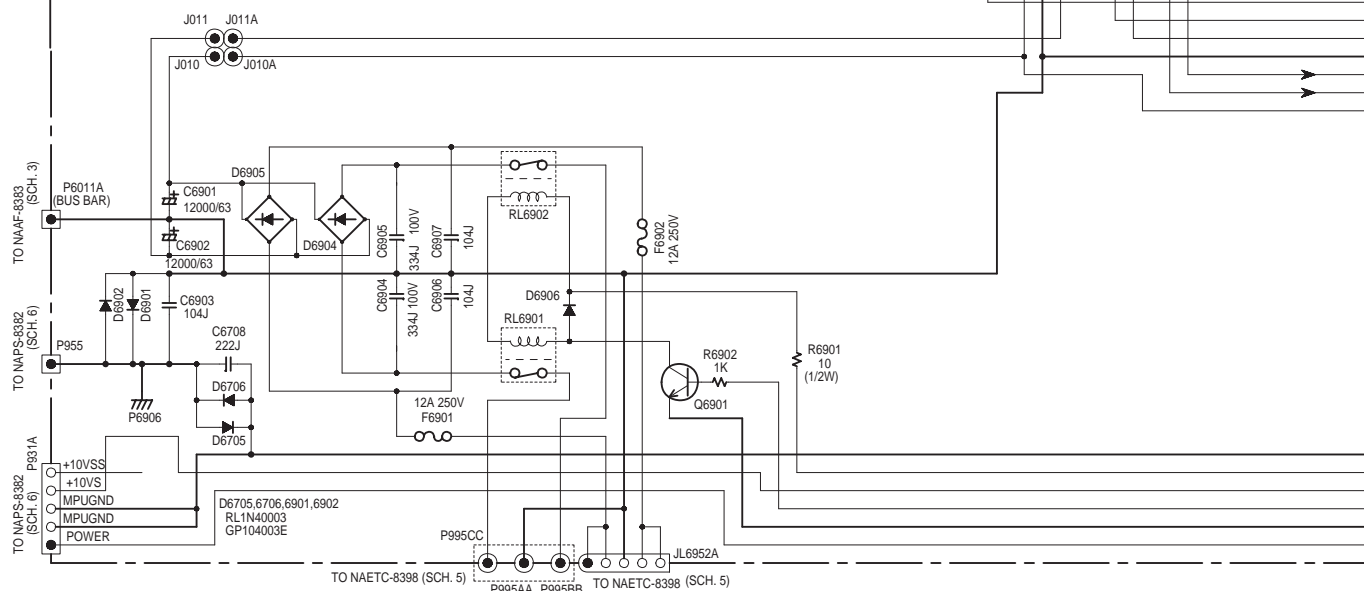 J011 J011A
J010 J010A
TO NAAF-8383
(SCH. 3)
P6011A
(BUS BAR)
C6901
12000/63
C6902
12000/63
D6905
D6904
C6905
334J 100V
C6907
104J
RL6902
F6902
12A 250V
D6902
D6901
C6903
104J
C6904
334J 100V
C6906
104J
D6906
RL6901
TO NAPS-8382
(SCH. 6)
P955
C6708
222J
D6706
D6705
P6906
12A 250V
F6901
R6902
1K
Q6901
R6901
10
(1/2W)
TO NAPS-8382
(SCH. 6)
P931A
+10VSS
+10VS
MPUGND
MPUGND
POWER
D6705,6706,6901,6902
RL1N40003
GP104003E
P995CC
JL6952A
TO NAETC-8398 (SCH. 5)
P995AA P995BB
TO NAETC-8398 (SCH. 5)